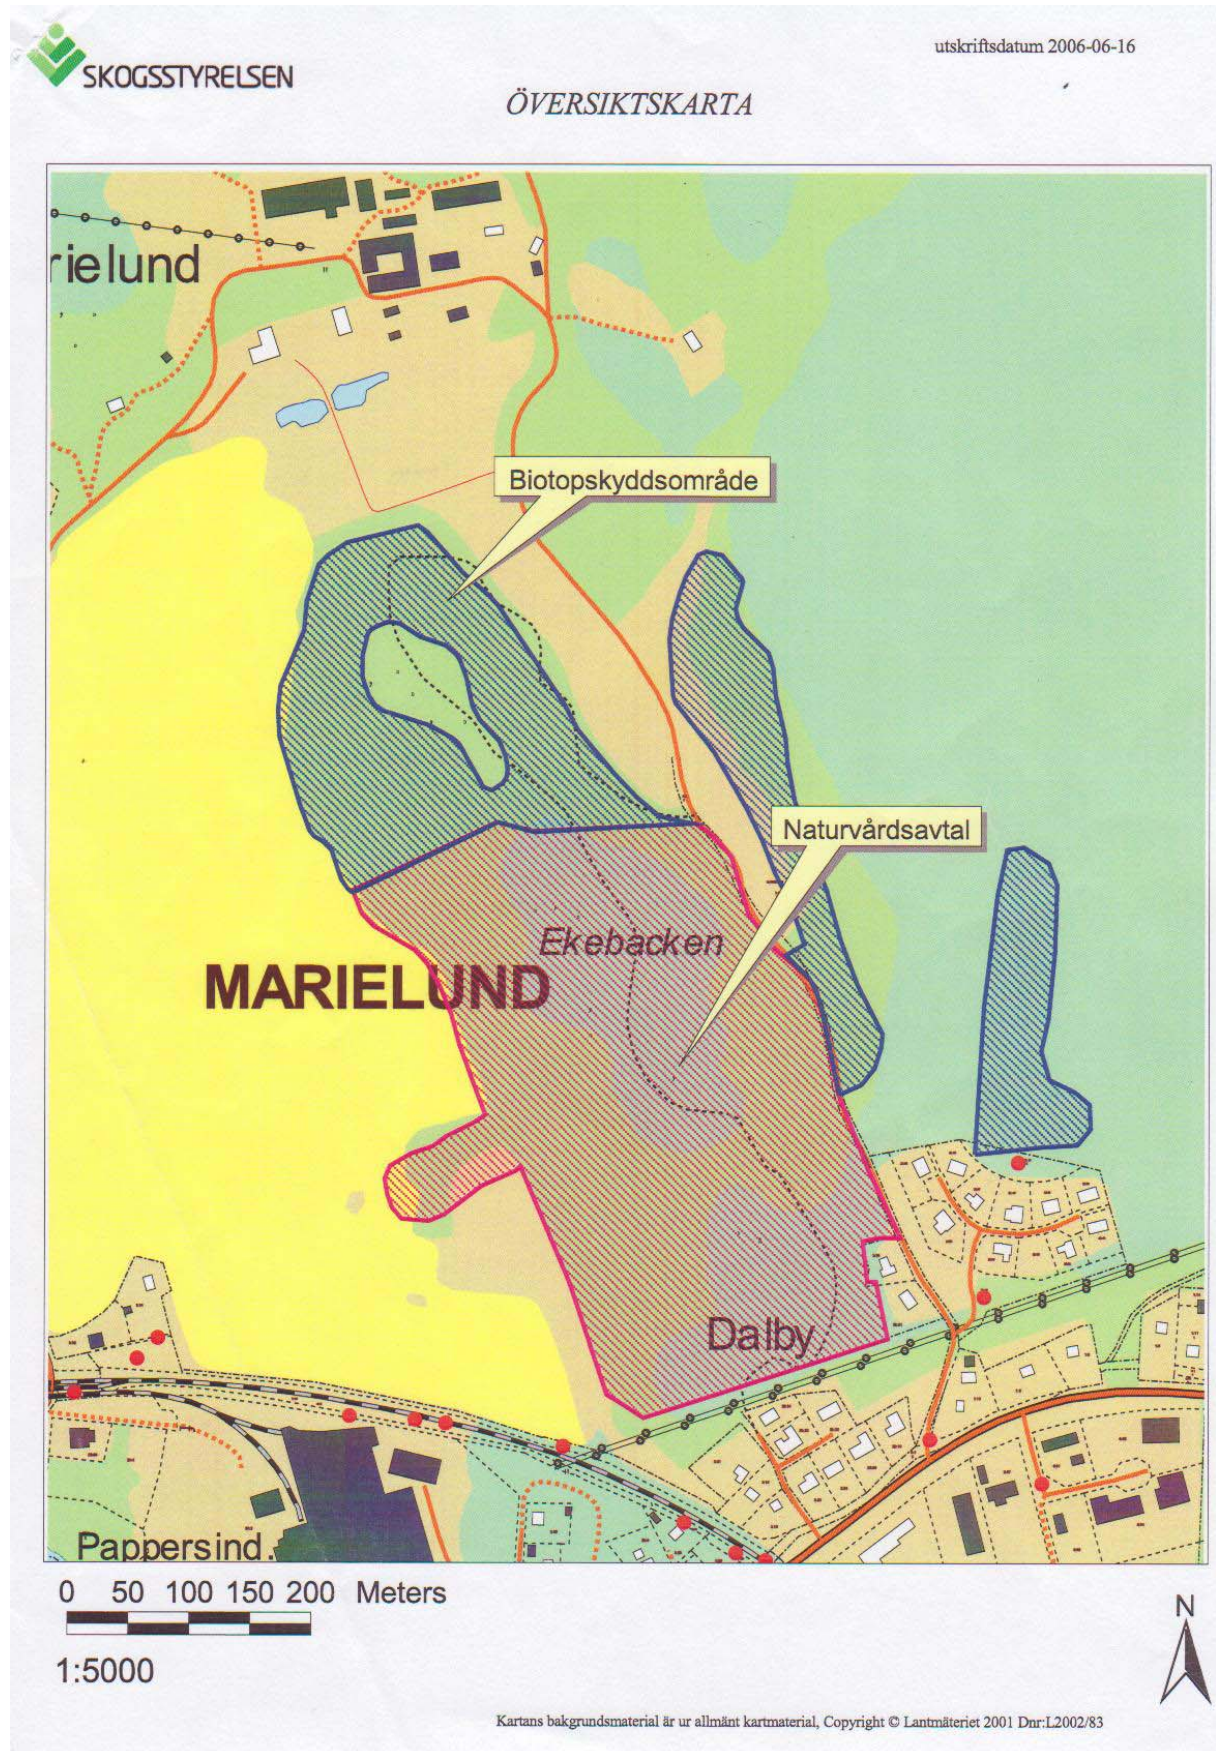 SKOGSSTYRELSEN
utskriftsdatum 2006-06-16
ÖVERSIKTSKARTA
rielund
Biotopskyddsområde
Naturvårdsavtal
Ekebacken
MARIELUND
Dalby
Pappersind.
0 50 100 150 200 Meters
1:5000
N
Kartans bakgrundsmaterial är ur allmänt kartmaterial, Copyright © Lantmäteriet 2001 Dnr:L2002/83